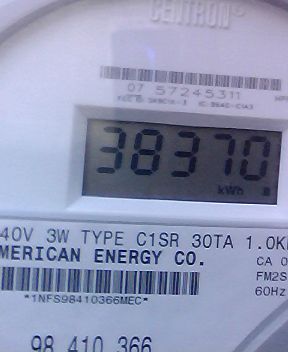 CENTRON®
07 57245311
38370
kWh
40V 3W TYPE C1SR 30TA 1.0K
MERICAN ENERGY CO.
CA 0
FM2S
*1NFS98410366MEC*
60Hz
98 410 366